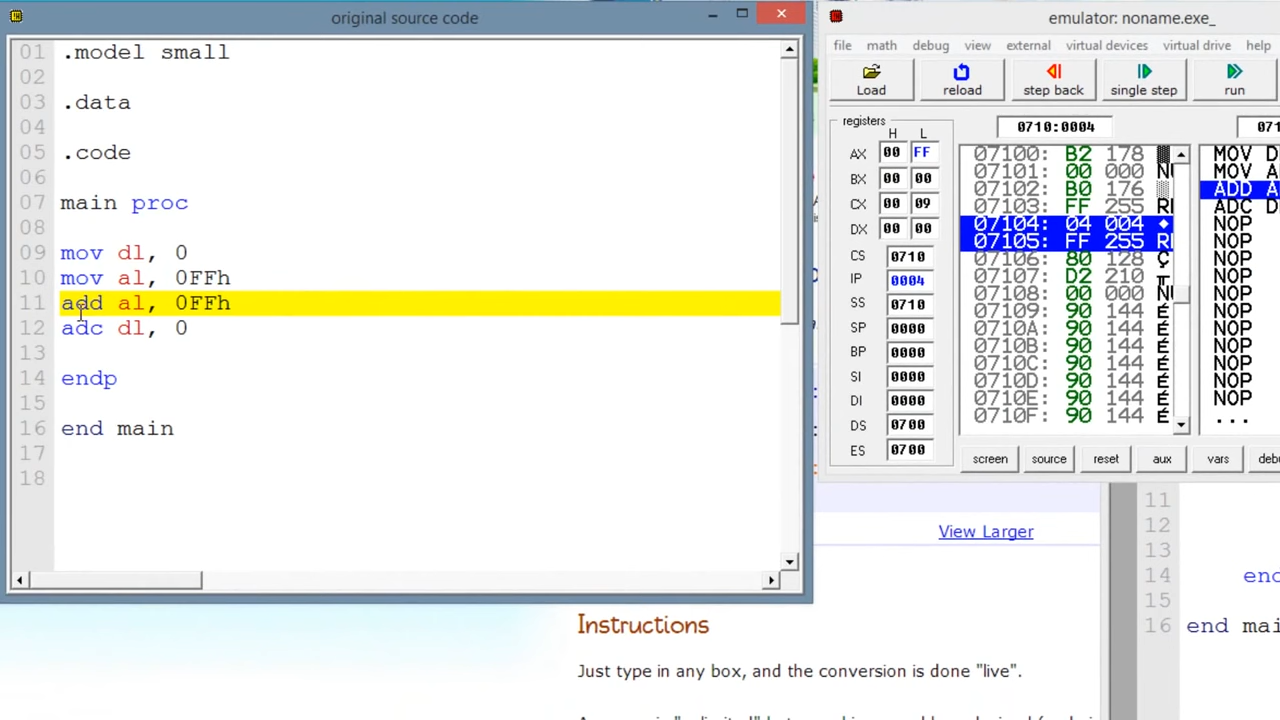 original source code
01 .model small
02
03 .data
04
05 .code
06
07 main proc
08
09 mov dl, 0
10 mov al, 0FFh
11 add al, 0FFh
12 adc dl, 0
13
14 endp
15
16 end main
17
18
emulator: noname.exe_
file math debug view external virtual devices virtual drive help
Load reload step back single step run
registers
H L
AX 00 FF
BX 00 00
CX 00 09
DX 00 00
CS 0710
IP 0004
SS 0710
SP 0000
BP 0000
SI 0000
DI 0000
DS 0700
ES 0700
0710:0004
071
07100: B2 178
07101: 00 000 NU
07102: B0 176
07103: FF 255 RE
07104: 04 004 ♦
07105: FF 255 RE
07106: 80 128 Ç
07107: D2 210 ╥
07108: 00 000 NU
07109: 90 144 É
0710A: 90 144 É
0710B: 90 144 É
0710C: 90 144 É
0710D: 90 144 É
0710E: 90 144 É
0710F: 90 144 É
MOV D
MOV A
ADD A
ADC D
NOP
NOP
NOP
NOP
NOP
NOP
NOP
NOP
NOP
NOP
NOP
...
screen source reset aux vars deb
View Larger
Instructions
Just type in any box, and the conversion is done "live".
11
12
13
14 end
15
16 end mai